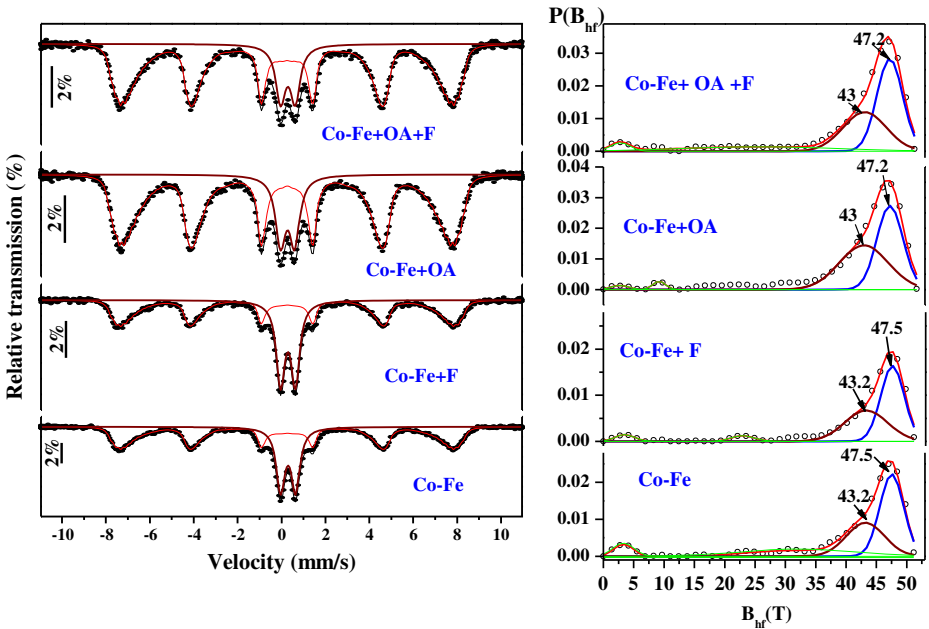 Relative transmission (%)
2%
Co-Fe+OA+F
2%
Co-Fe+OA
2%
Co-Fe+F
2%
Co-Fe
-10 -8 -6 -4 -2 0 2 4 6 8 10
Velocity (mm/s)
P(B_hf)
0.03
0.02
0.01
0.00
Co-Fe+ OA +F
47.2
43
0.04
0.03
0.02
0.01
0.00
Co-Fe+OA
47.2
43
0.02
0.01
0.00
Co-Fe+ F
47.5
43.2
0.02
0.01
0.00
Co-Fe
47.5
43.2
0 5 10 15 20 25 30 35 40 45 50
B_hf(T)